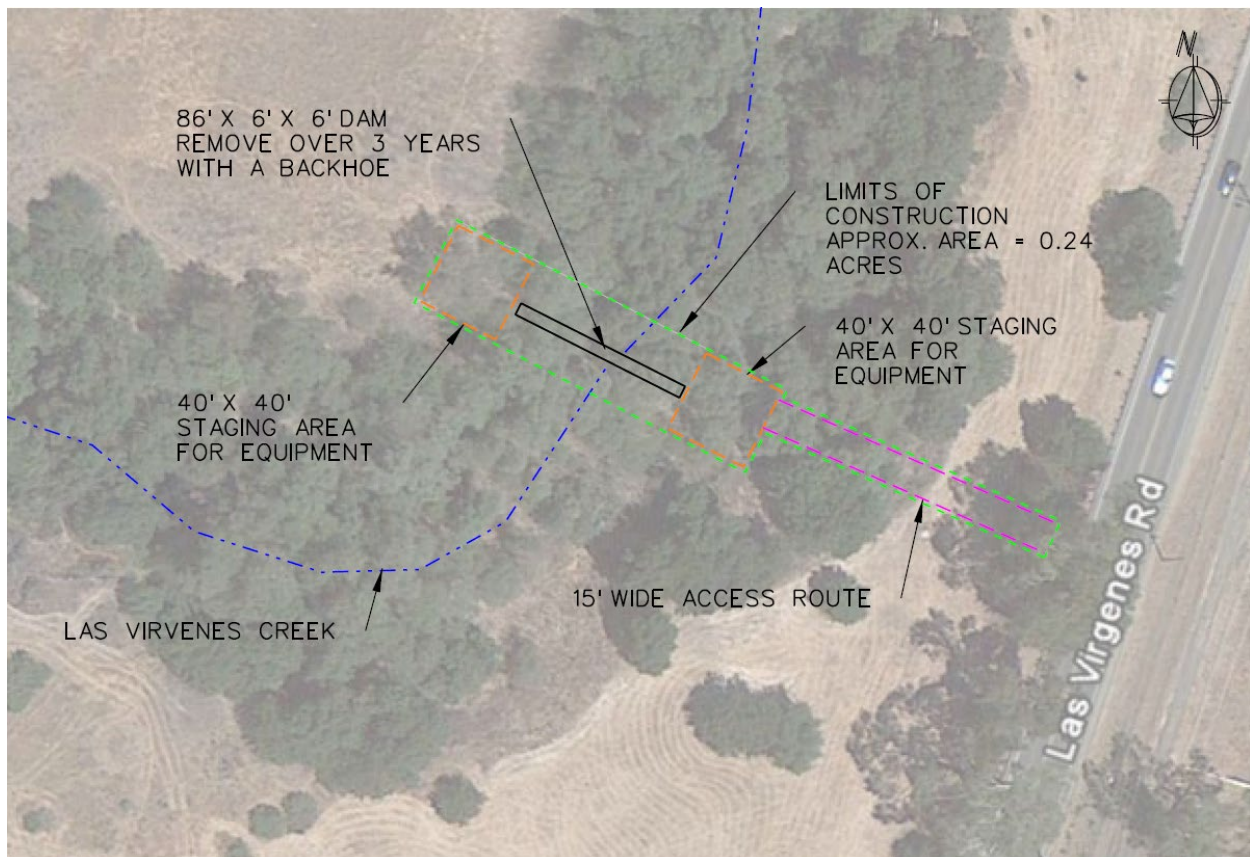 N
86' X 6' X 6' DAM
REMOVE OVER 3 YEARS
WITH A BACKHOE
LIMITS OF
CONSTRUCTION
APPROX. AREA = 0.24
ACRES
40' X 40' STAGING
AREA FOR
EQUIPMENT
40' X 40'
STAGING AREA
FOR EQUIPMENT
15' WIDE ACCESS ROUTE
LAS VIRVENES CREEK
Las Virgenes Rd